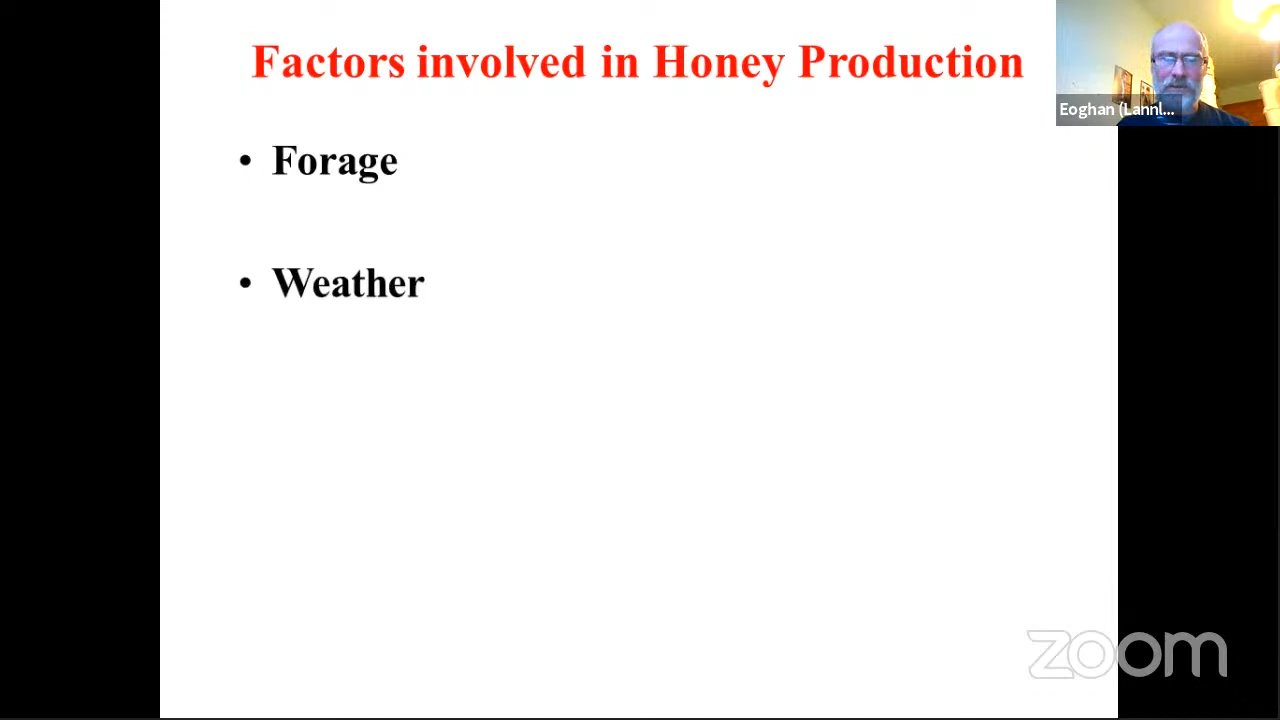 Factors involved in Honey Production
Eoghan (Lannl...
• Forage
• Weather
zoom